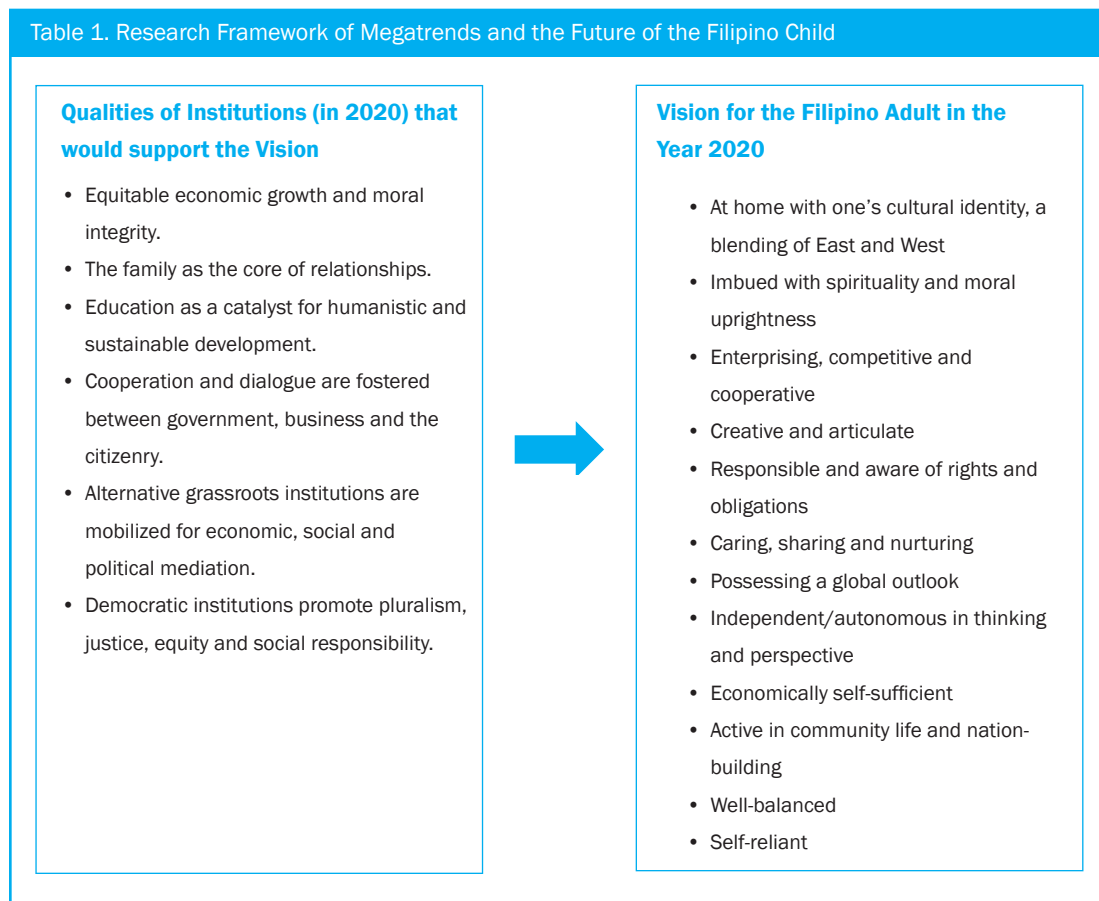 Table 1. Research Framework of Megatrends and the Future of the Filipino Child
Qualities of Institutions (in 2020) that
would support the Vision
• Equitable economic growth and moral
integrity.
• The family as the core of relationships.
• Education as a catalyst for humanistic and
sustainable development.
• Cooperation and dialogue are fostered
between government, business and the
citizenry.
• Alternative grassroots institutions are
mobilized for economic, social and
political mediation.
• Democratic institutions promote pluralism,
justice, equity and social responsibility.
Vision for the Filipino Adult in the
Year 2020
• At home with one’s cultural identity, a
blending of East and West
• Imbued with spirituality and moral
uprightness
• Enterprising, competitive and
cooperative
• Creative and articulate
• Responsible and aware of rights and
obligations
• Caring, sharing and nurturing
• Possessing a global outlook
• Independent/autonomous in thinking
and perspective
• Economically self-sufficient
• Active in community life and nation-
building
• Well-balanced
• Self-reliant